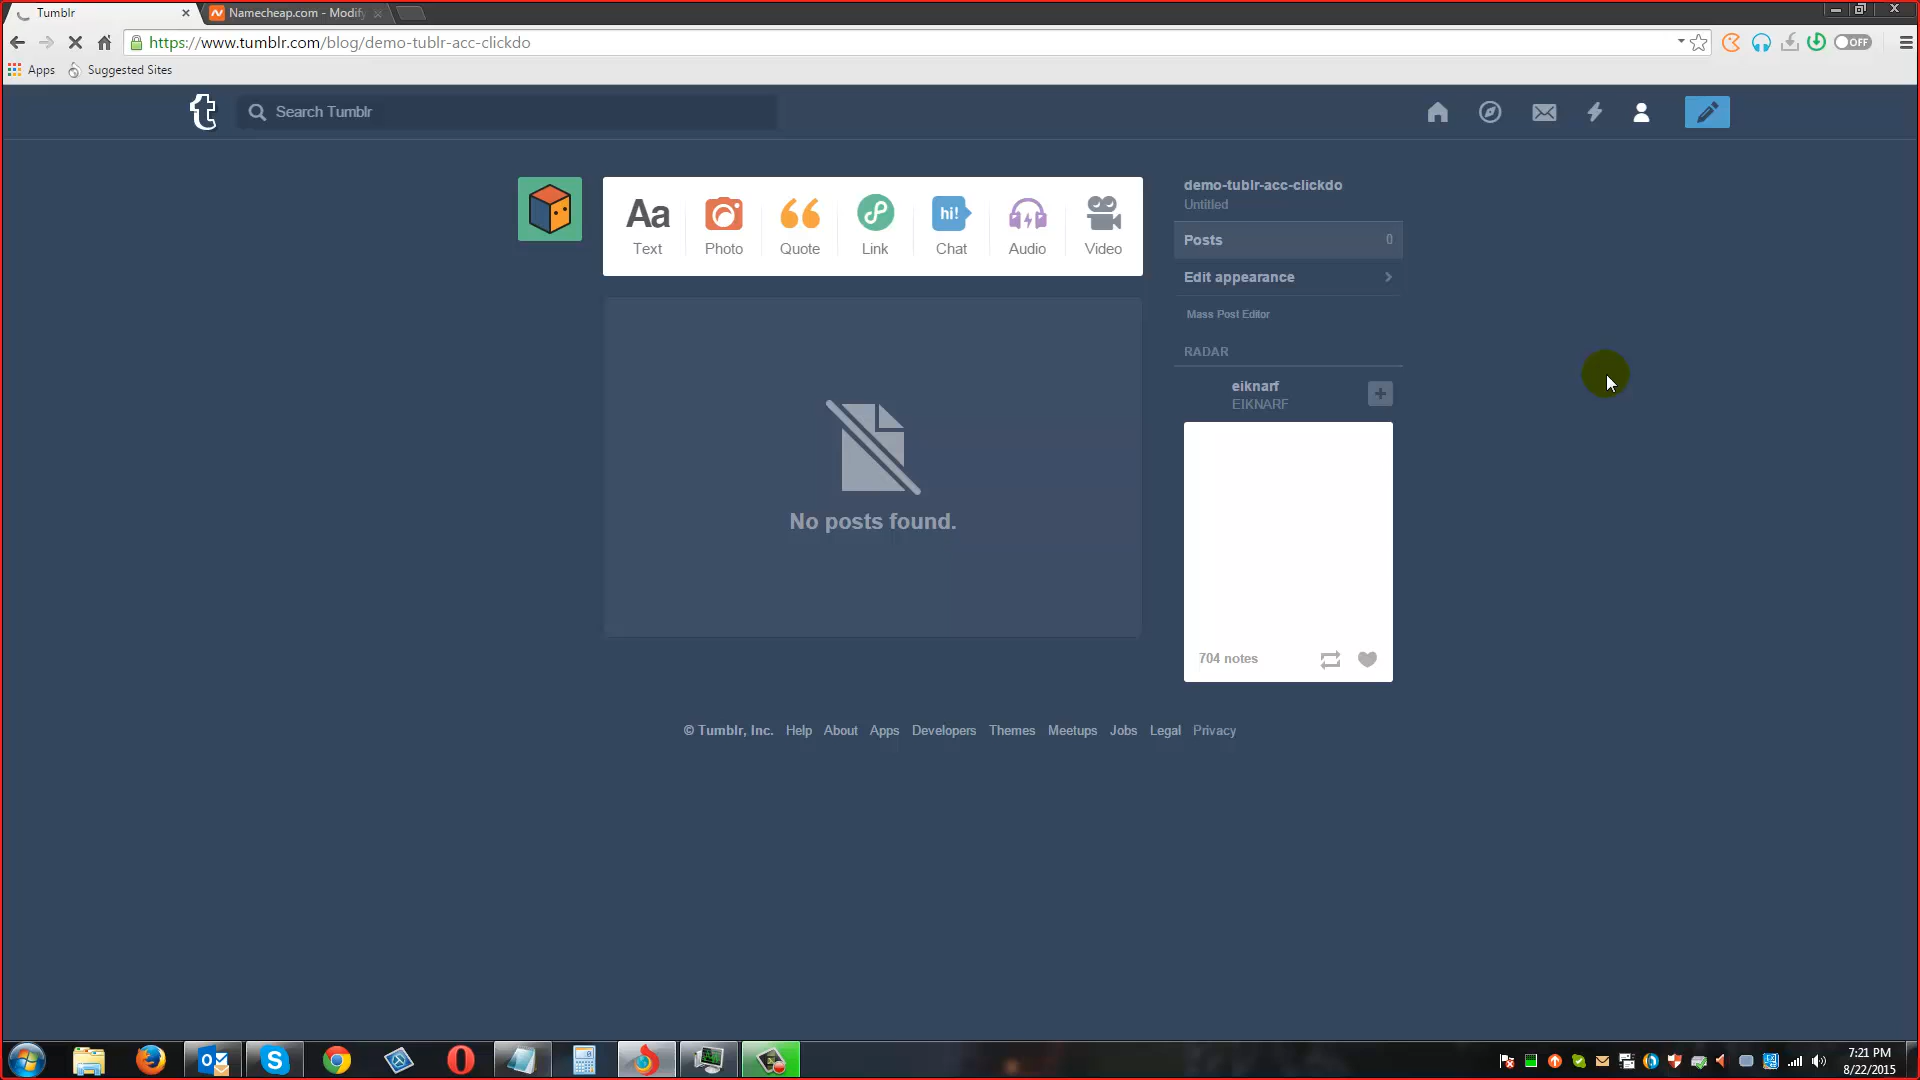 Tumblr
Namecheap.com - Modify
https://www.tumblr.com/blog/demo-tublr-acc-clickdo
OFF
Apps
Suggested Sites
t
Search Tumblr
Aa
hi!
Text
Photo
Quote
Link
Chat
Audio
Video
demo-tublr-acc-clickdo
Untitled
Posts 0
Edit appearance
Mass Post Editor
RADAR
eiknarf
EIKNARF
No posts found.
704 notes
© Tumblr, Inc. Help About Apps Developers Themes Meetups Jobs Legal Privacy
7:21 PM
8/22/2015